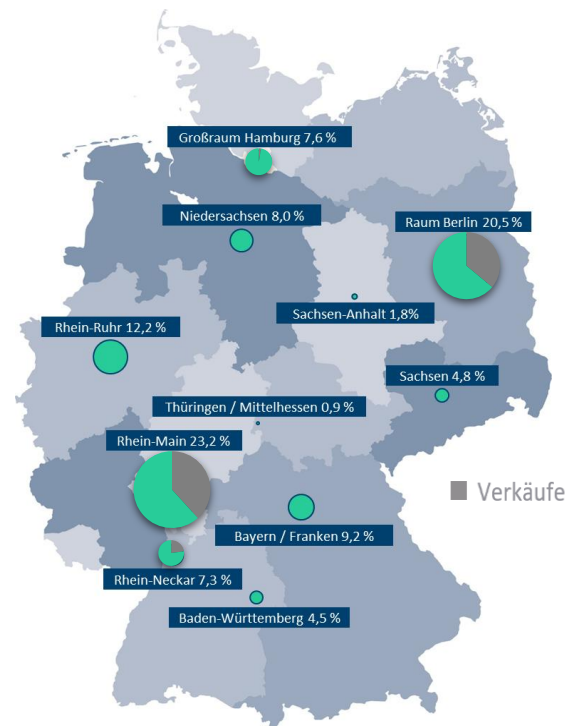 Großraum Hamburg 7,6 %
Niedersachsen 8,0 %
Raum Berlin 20,5 %
Sachsen-Anhalt 1,8%
Rhein-Ruhr 12,2 %
Sachsen 4,8 %
Thüringen / Mittelhessen 0,9 %
Rhein-Main 23,2 %
Verkäufe
Bayern / Franken 9,2 %
Rhein-Neckar 7,3 %
Baden-Württemberg 4,5 %